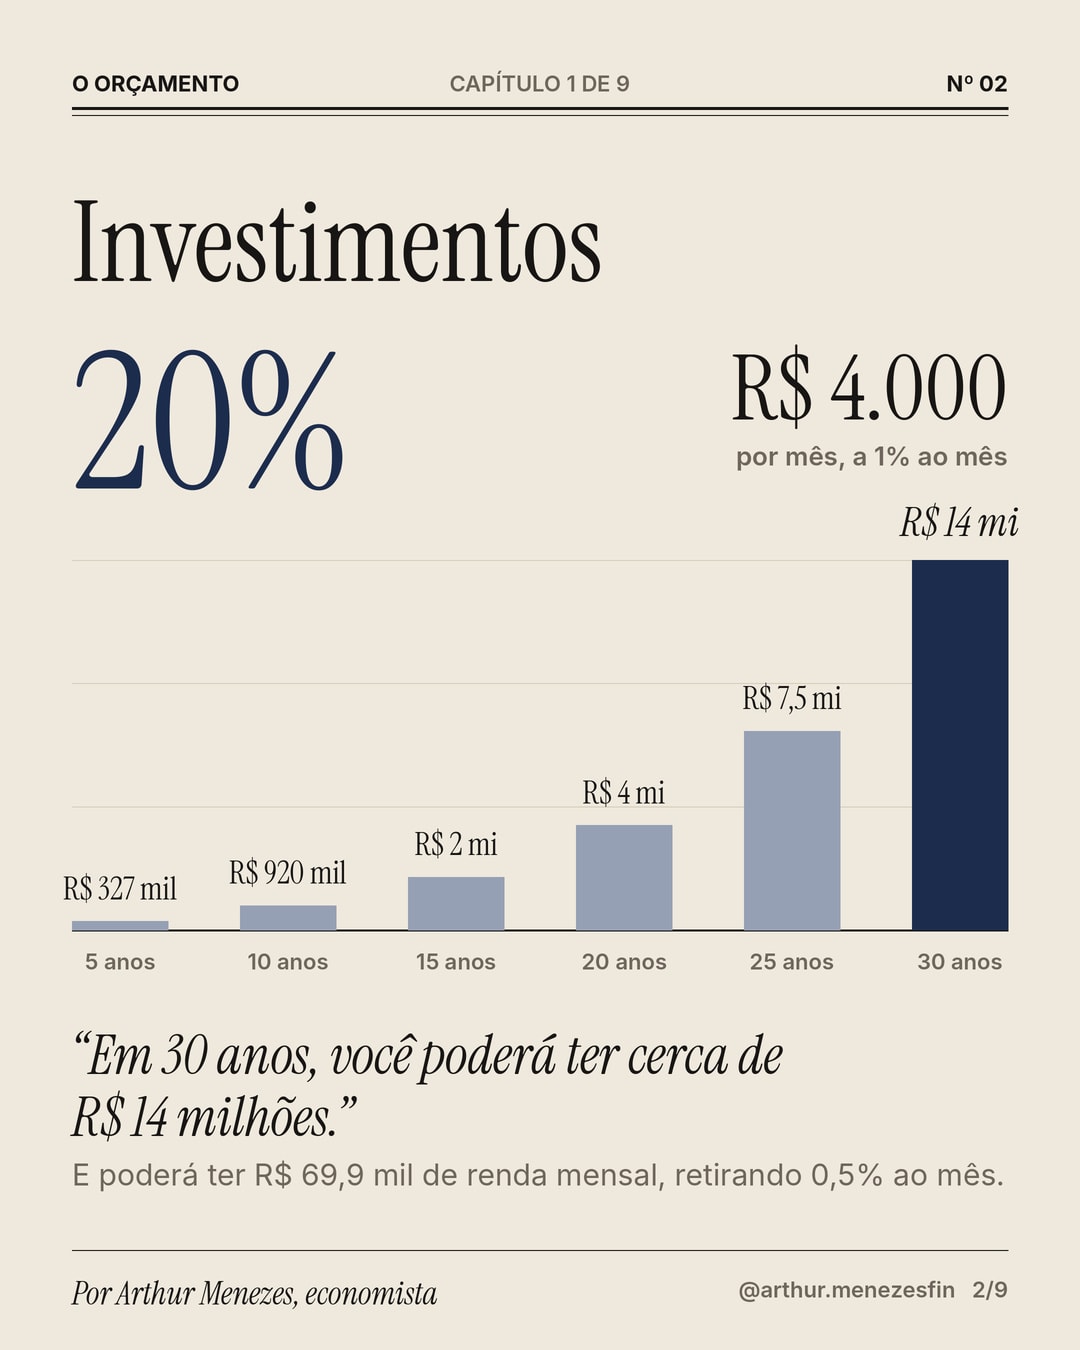 O ORÇAMENTO
CAPÍTULO 1 DE 9
Nº 02
Investimentos
20%
R$ 4.000
por mês, a 1% ao mês
R$ 14 mi
R$ 7,5 mi
R$ 4 mi
R$ 2 mi
R$ 920 mil
R$ 327 mil
5 anos
10 anos
15 anos
20 anos
25 anos
30 anos
“Em 30 anos, você poderá ter cerca de
R$ 14 milhões.”
E poderá ter R$ 69,9 mil de renda mensal, retirando 0,5% ao mês.
Por Arthur Menezes, economista
@arthur.menezesfin 2/9